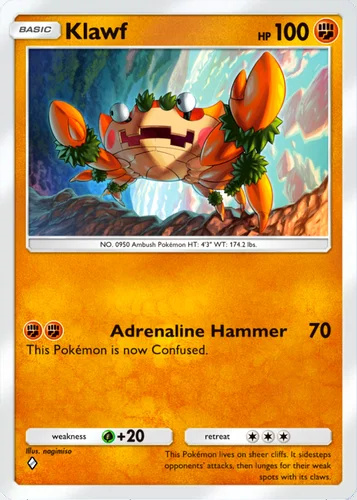 BASIC Klawf HP 100
NO. 0950 Ambush Pokémon HT: 4'3" WT: 174.2 lbs.
Adrenaline Hammer 70
This Pokémon is now Confused.
weakness +20 retreat
Illus. nagimiso
This Pokémon lives on sheer cliffs. It sidesteps
opponents' attacks, then lunges for their weak
spots with its claws.